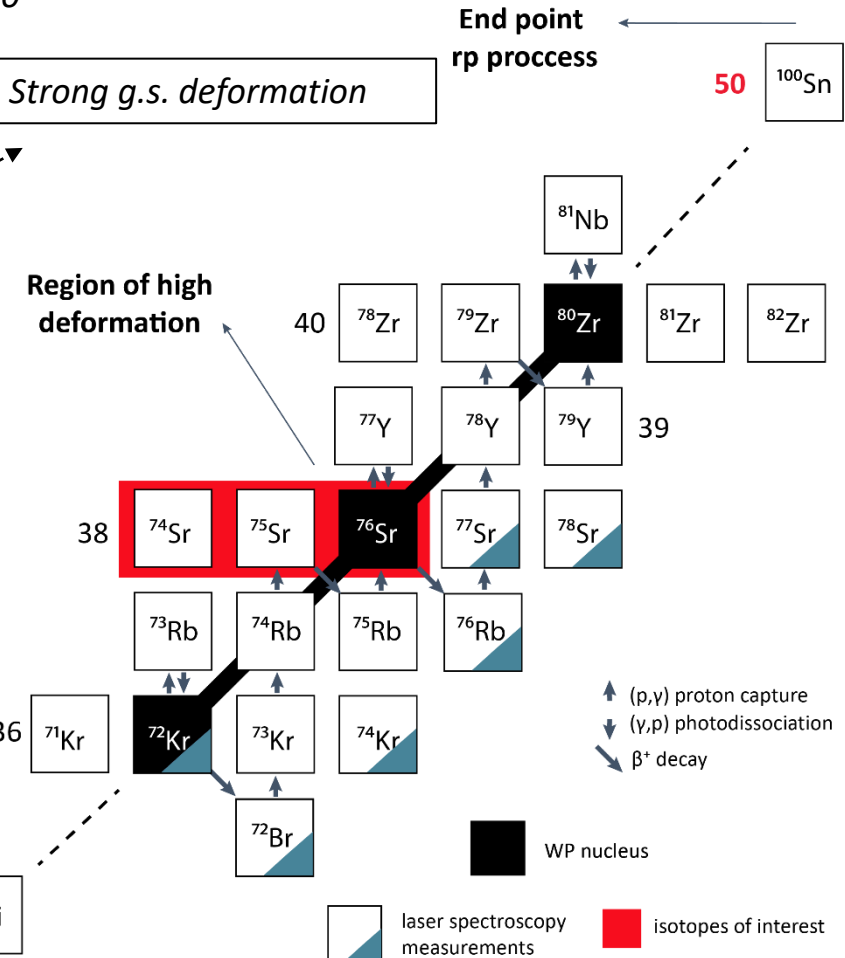 End point
rp proccess
50
¹⁰⁰Sn
Strong g.s. deformation
⁸¹Nb
Region of high
deformation
40
⁷⁸Zr
⁷⁹Zr
⁸⁰Zr
⁸¹Zr
⁸²Zr
⁷⁷Y
⁷⁸Y
⁷⁹Y
39
38
⁷⁴Sr
⁷⁵Sr
⁷⁶Sr
⁷⁷Sr
⁷⁸Sr
⁷³Rb
⁷⁴Rb
⁷⁵Rb
⁷⁶Rb
36
⁷¹Kr
⁷²Kr
⁷³Kr
⁷⁴Kr
(p,γ) proton capture
(γ,p) photodissociation
β⁺ decay
⁷²Br
WP nucleus
laser spectroscopy
measurements
isotopes of interest